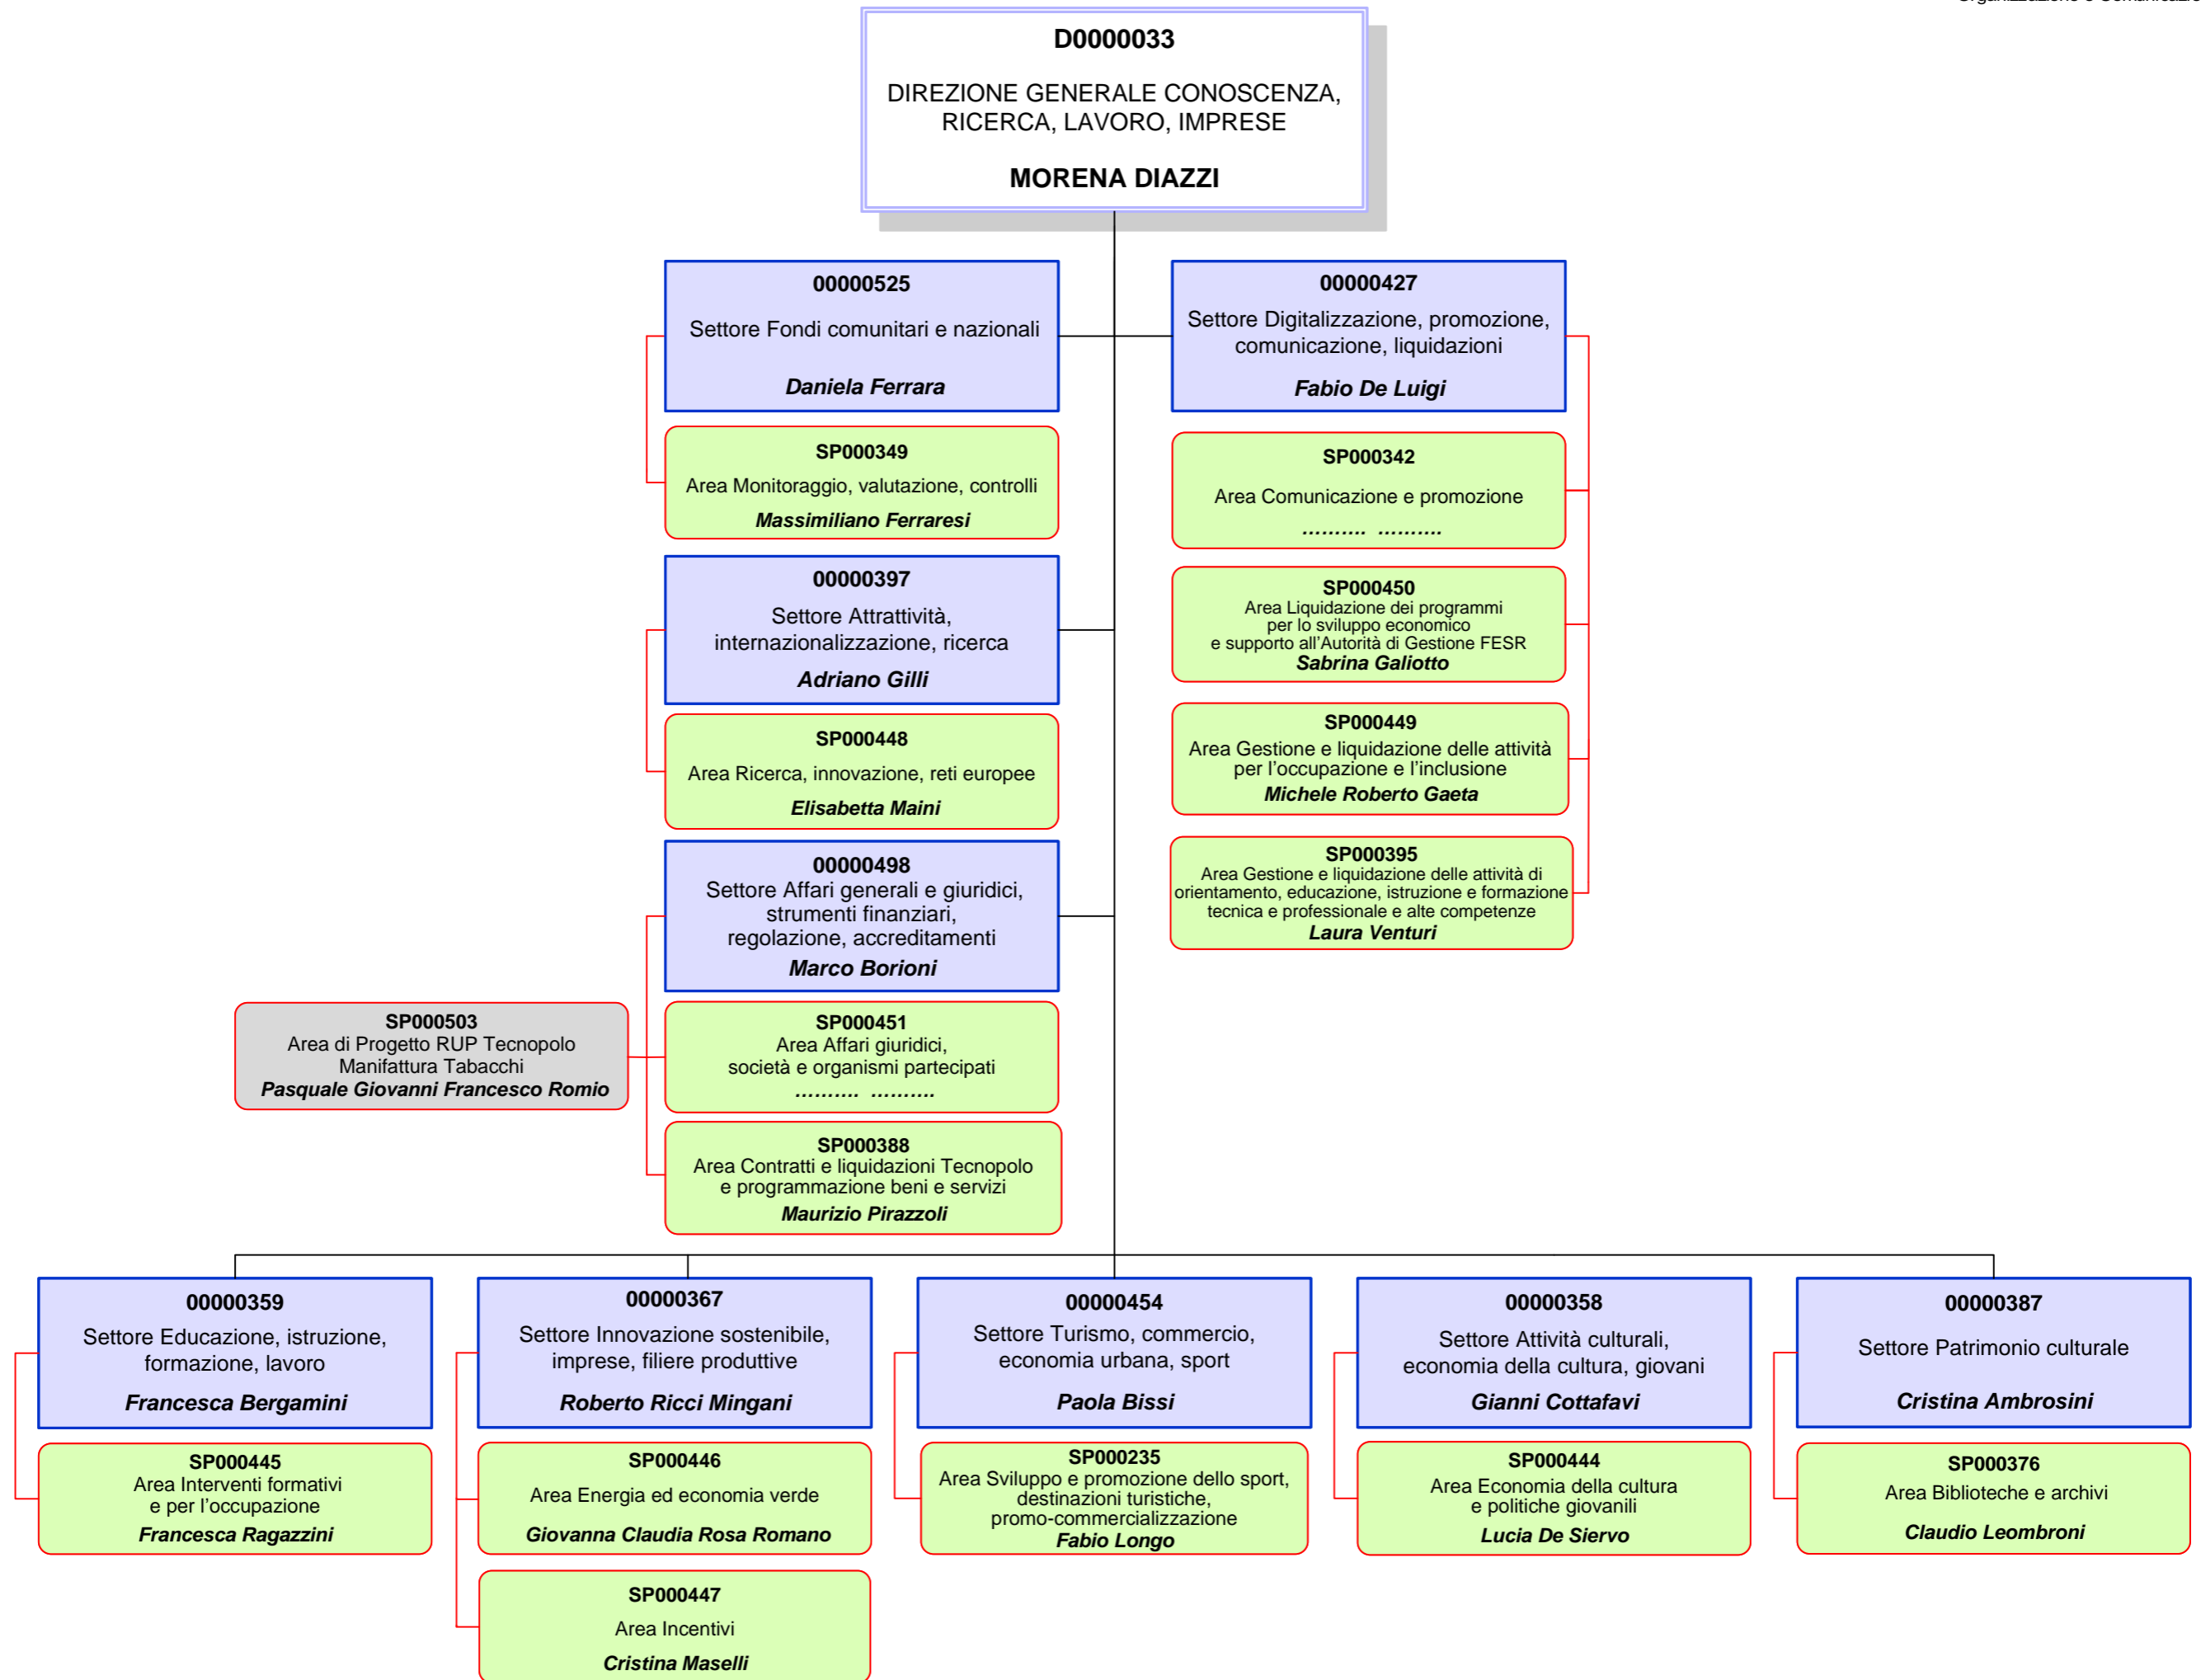 D0000033
DIREZIONE GENERALE CONOSCENZA,
RICERCA, LAVORO, IMPRESE
MORENA DIAZZI
00000525
Settore Fondi comunitari e nazionali
Daniela Ferrara
SP000349
Area Monitoraggio, valutazione, controlli
Massimiliano Ferraresi
00000397
Settore Attrattività,
internazionalizzazione, ricerca
Adriano Gilli
SP000448
Area Ricerca, innovazione, reti europee
Elisabetta Maini
00000498
Settore Affari generali e giuridici,
strumenti finanziari,
regolazione, accreditamenti
Marco Borioni
SP000503
Area di Progetto RUP Tecnopolo
Manifattura Tabacchi
Pasquale Giovanni Francesco Romio
SP000451
Area Affari giuridici,
società e organismi partecipati
………. ……….
SP000388
Area Contratti e liquidazioni Tecnopolo
e programmazione beni e servizi
Maurizio Pirazzoli
00000427
Settore Digitalizzazione, promozione,
comunicazione, liquidazioni
Fabio De Luigi
SP000342
Area Comunicazione e promozione
………. ……….
SP000450
Area Liquidazione dei programmi
per lo sviluppo economico
e supporto all'Autorità di Gestione FESR
Sabrina Galiotto
SP000449
Area Gestione e liquidazione delle attività
per l'occupazione e l'inclusione
Michele Roberto Gaeta
SP000395
Area Gestione e liquidazione delle attività di
orientamento, educazione, istruzione e formazione
tecnica e professionale e alte competenze
Laura Venturi
00000359
Settore Educazione, istruzione,
formazione, lavoro
Francesca Bergamini
SP000445
Area Interventi formativi
e per l'occupazione
Francesca Ragazzini
00000367
Settore Innovazione sostenibile,
imprese, filiere produttive
Roberto Ricci Mingani
SP000446
Area Energia ed economia verde
Giovanna Claudia Rosa Romano
SP000447
Area Incentivi
Cristina Maselli
00000454
Settore Turismo, commercio,
economia urbana, sport
Paola Bissi
SP000235
Area Sviluppo e promozione dello sport,
destinazioni turistiche,
promo-commercializzazione
Fabio Longo
00000358
Settore Attività culturali,
economia della cultura, giovani
Gianni Cottafavi
SP000444
Area Economia della cultura
e politiche giovanili
Lucia De Siervo
00000387
Settore Patrimonio culturale
Cristina Ambrosini
SP000376
Area Biblioteche e archivi
Claudio Leombroni